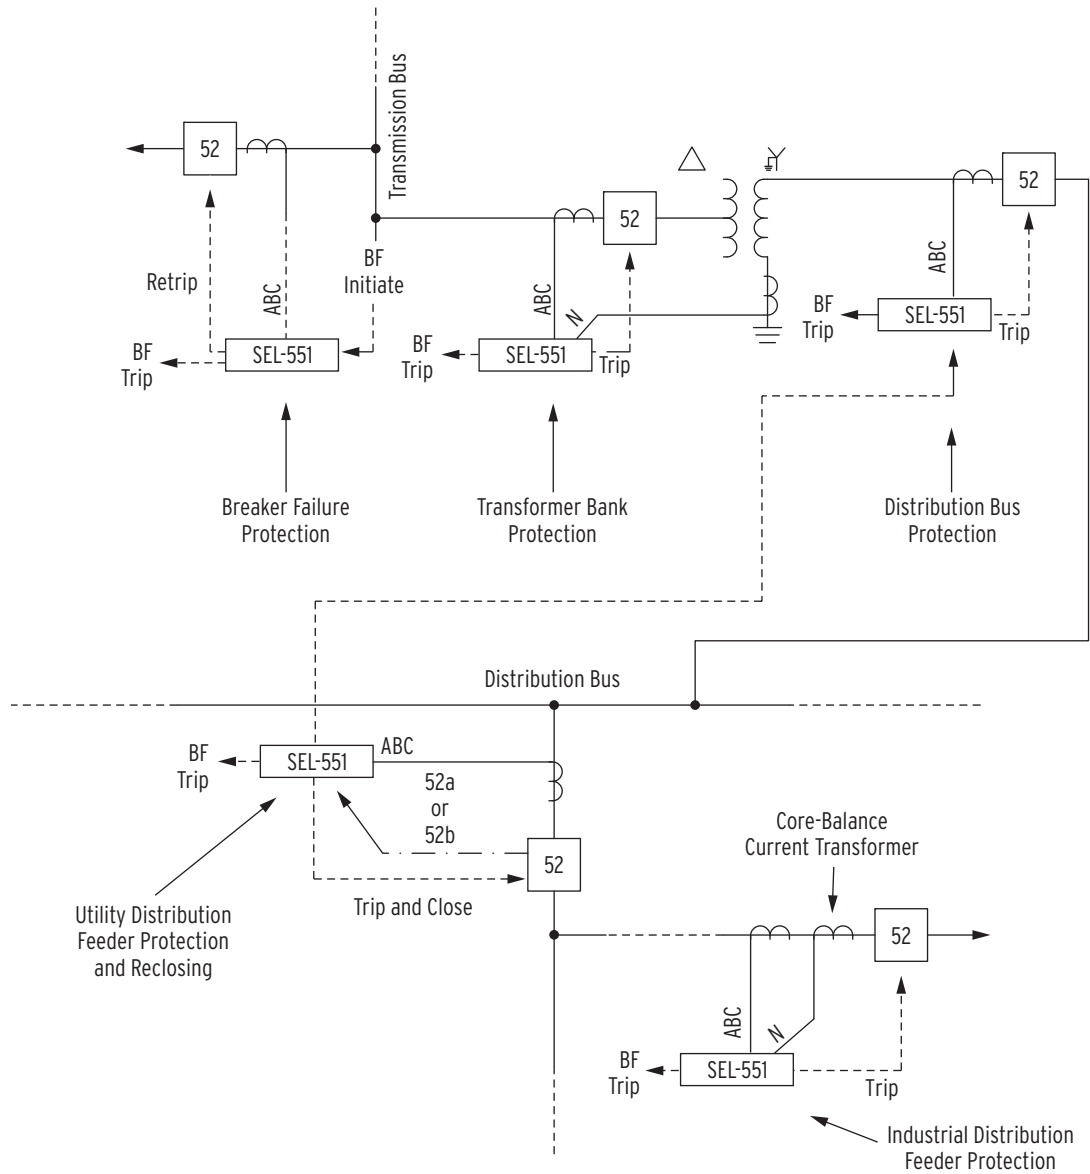 Transmission Bus
52
52
52
BF
Initiate
Retrip
ABC
ABC
N
ABC
BF
Trip
SEL-551
BF
Trip
SEL-551
Trip
BF
Trip
SEL-551
Trip
Breaker Failure
Protection
Transformer Bank
Protection
Distribution Bus
Protection
Distribution Bus
BF
Trip
SEL-551
ABC
52a
or
52b
52
Trip and Close
Utility Distribution
Feeder Protection
and Reclosing
Core-Balance
Current Transformer
52
ABC
N
BF
Trip
SEL-551
Trip
Industrial Distribution
Feeder Protection